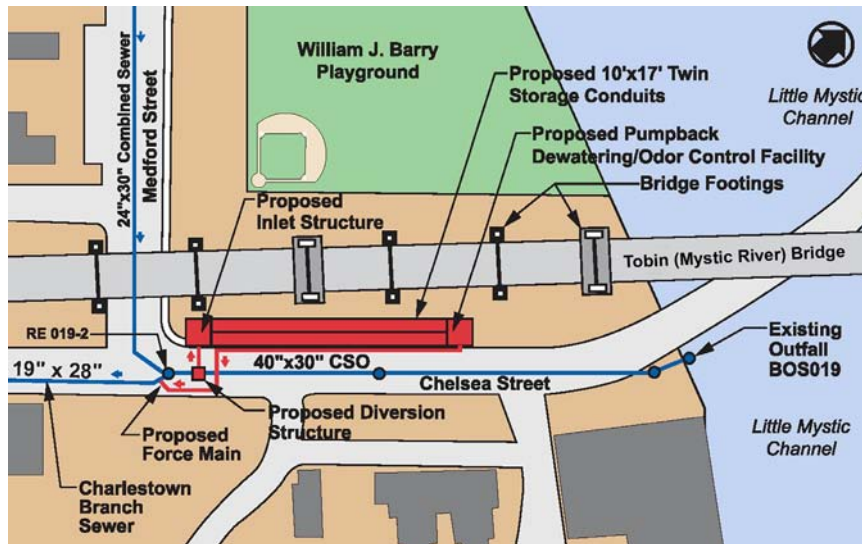 William J. Barry
Playground
Little Mystic
Channel
Proposed 10'x17' Twin
Storage Conduits
Proposed Pumpback
Dewatering/Odor Control Facility
Bridge Footings
24"x30" Combined Sewer
Medford Street
Proposed
Inlet Structure
Tobin (Mystic River) Bridge
RE 019-2
19" x 28"
40"x30" CSO
Chelsea Street
Existing
Outfall
BOS019
Proposed Diversion
Structure
Proposed
Force Main
Little Mystic
Channel
Charlestown
Branch
Sewer